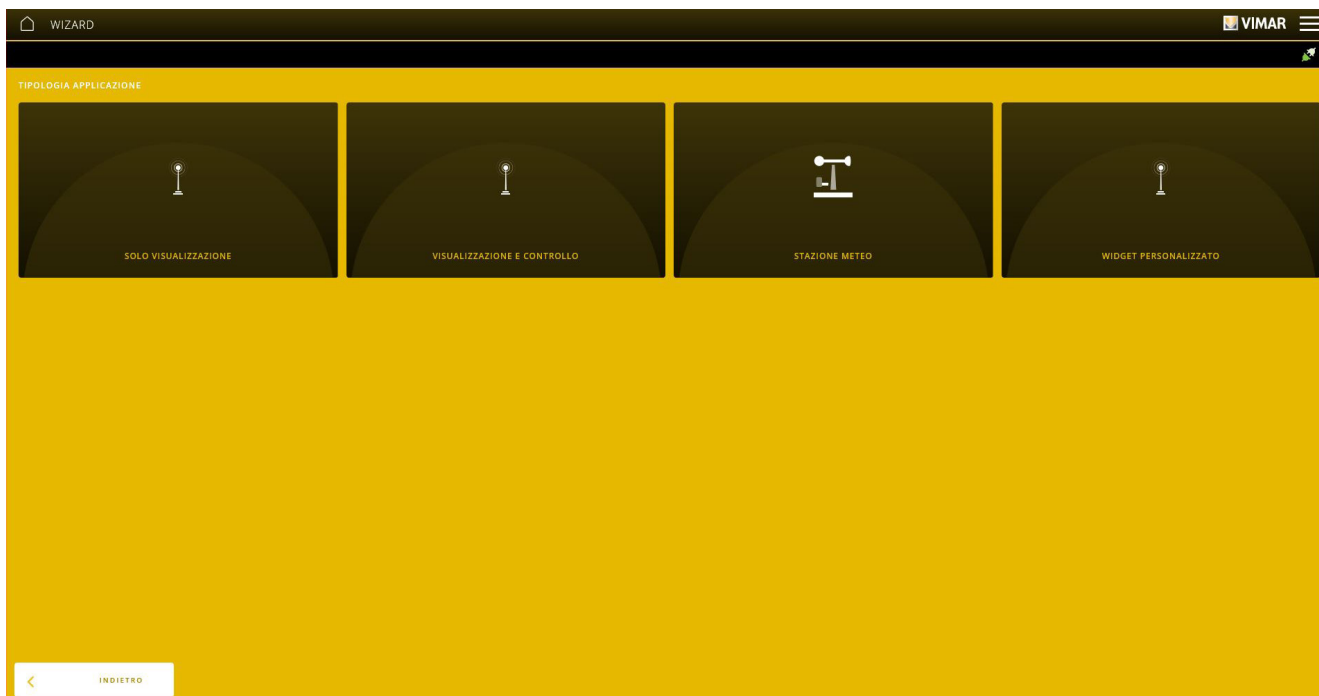 WIZARD
VIMAR
TIPOLOGIA APPLICAZIONE
SOLO VISUALIZZAZIONE
VISUALIZZAZIONE E CONTROLLO
STAZIONE METEO
WIDGET PERSONALIZZATO
INDIETRO